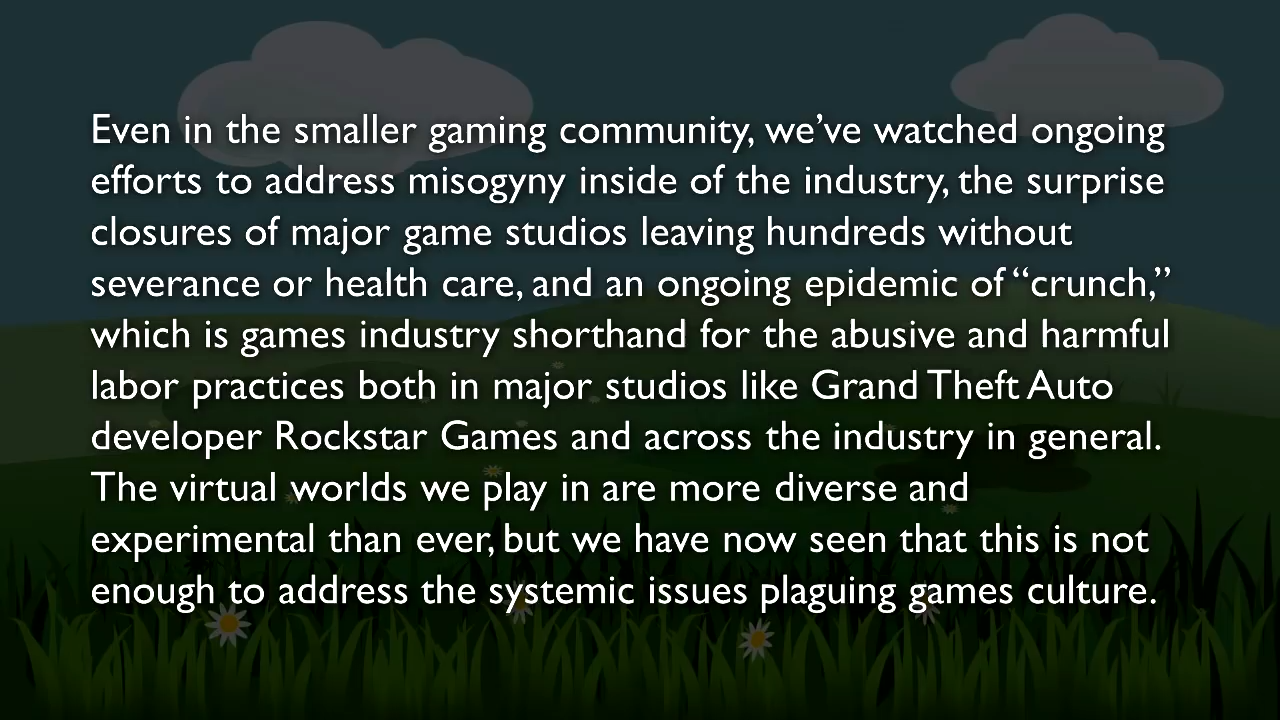 Even in the smaller gaming community, we’ve watched ongoing
efforts to address misogyny inside of the industry, the surprise
closures of major game studios leaving hundreds without
severance or health care, and an ongoing epidemic of “crunch,”
which is games industry shorthand for the abusive and harmful
labor practices both in major studios like Grand Theft Auto
developer Rockstar Games and across the industry in general.
The virtual worlds we play in are more diverse and
experimental than ever, but we have now seen that this is not
enough to address the systemic issues plaguing games culture.